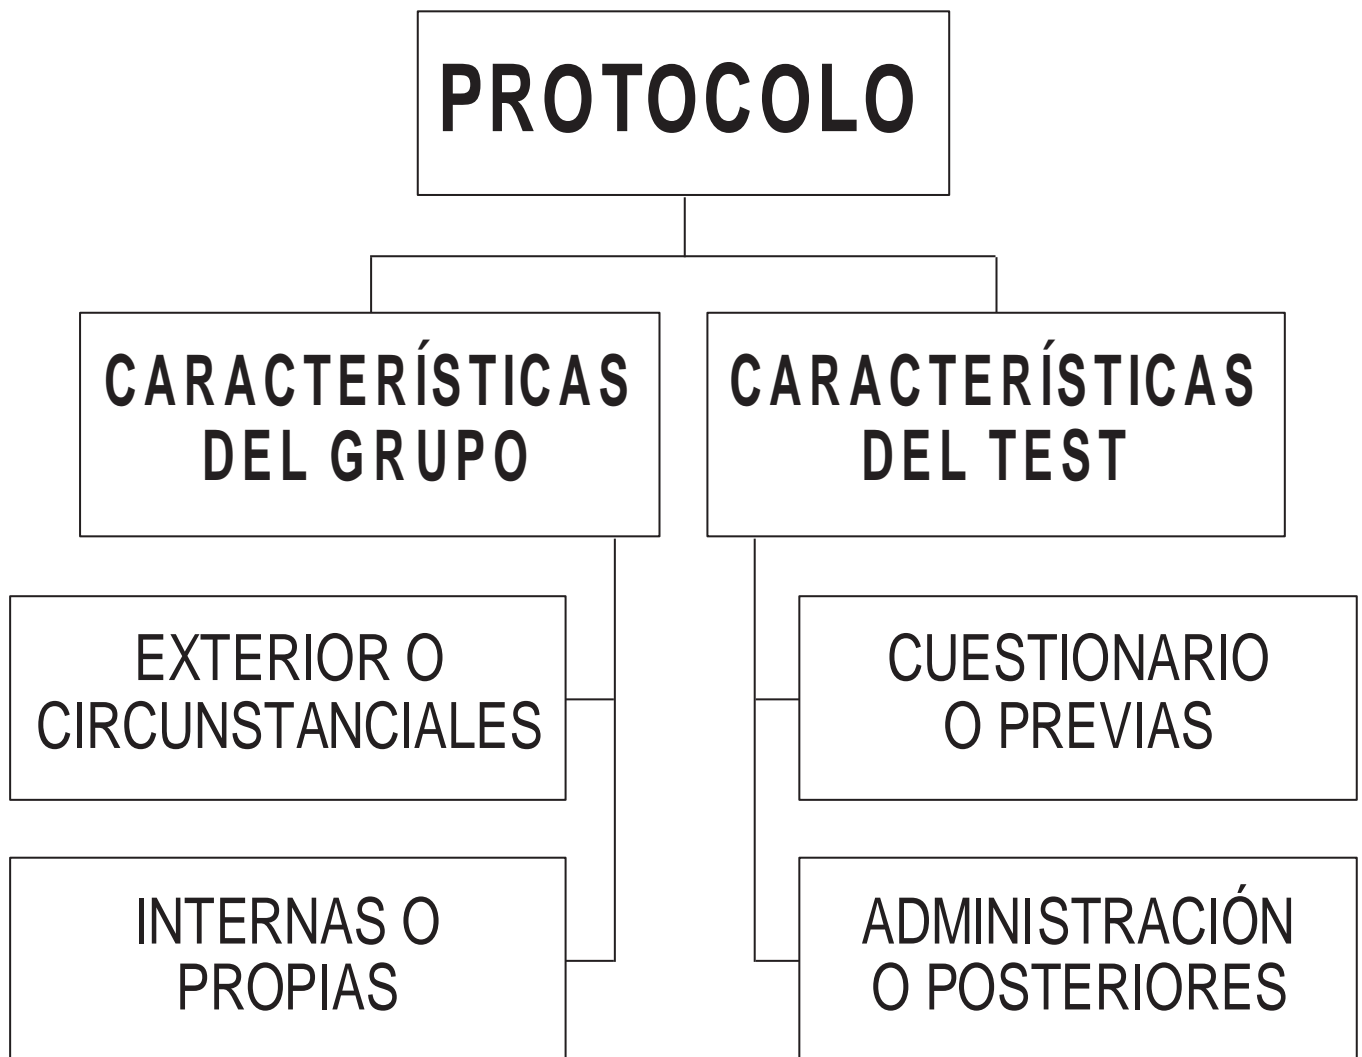 PROTOCOLO
CARACTERÍSTICAS
DEL GRUPO
CARACTERÍSTICAS
DEL TEST
EXTERIOR O
CIRCUNSTANCIALES
CUESTIONARIO
O PREVIAS
INTERNAS O
PROPIAS
ADMINISTRACIÓN
O POSTERIORES